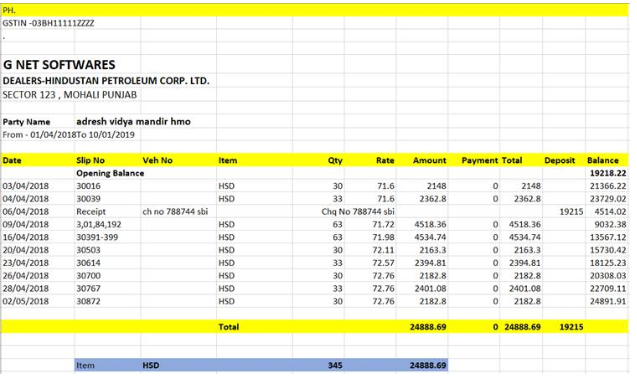 PH.
GSTIN -03BH11111ZZZZ
.
G NET SOFTWARES
DEALERS-HINDUSTAN PETROLEUM CORP. LTD.
SECTOR 123 , MOHALI PUNJAB
Party Name adresh vidya mandir hmo
From - 01/04/2018To 10/01/2019
Date Slip No Veh No Item Qty Rate Amount Payment Total Deposit Balance
Opening Balance 19218.22
03/04/2018 30016 HSD 30 71.6 2148 0 2148 21366.22
04/04/2018 30039 HSD 33 71.6 2362.8 0 2362.8 23729.02
06/04/2018 Receipt ch no 788744 sbi Chq No 788744 sbi 19215 4514.02
09/04/2018 3,01,84,192 HSD 63 71.72 4518.36 0 4518.36 9032.38
16/04/2018 30391-399 HSD 63 71.98 4534.74 0 4534.74 13567.12
20/04/2018 30503 HSD 30 72.11 2163.3 0 2163.3 15730.42
23/04/2018 30614 HSD 33 72.57 2394.81 0 2394.81 18125.23
26/04/2018 30700 HSD 30 72.76 2182.8 0 2182.8 20308.03
28/04/2018 30767 HSD 33 72.76 2401.08 0 2401.08 22709.11
02/05/2018 30872 HSD 30 72.76 2182.8 0 2182.8 24891.91
Total 24888.69 0 24888.69 19215
Item HSD 345 24888.69